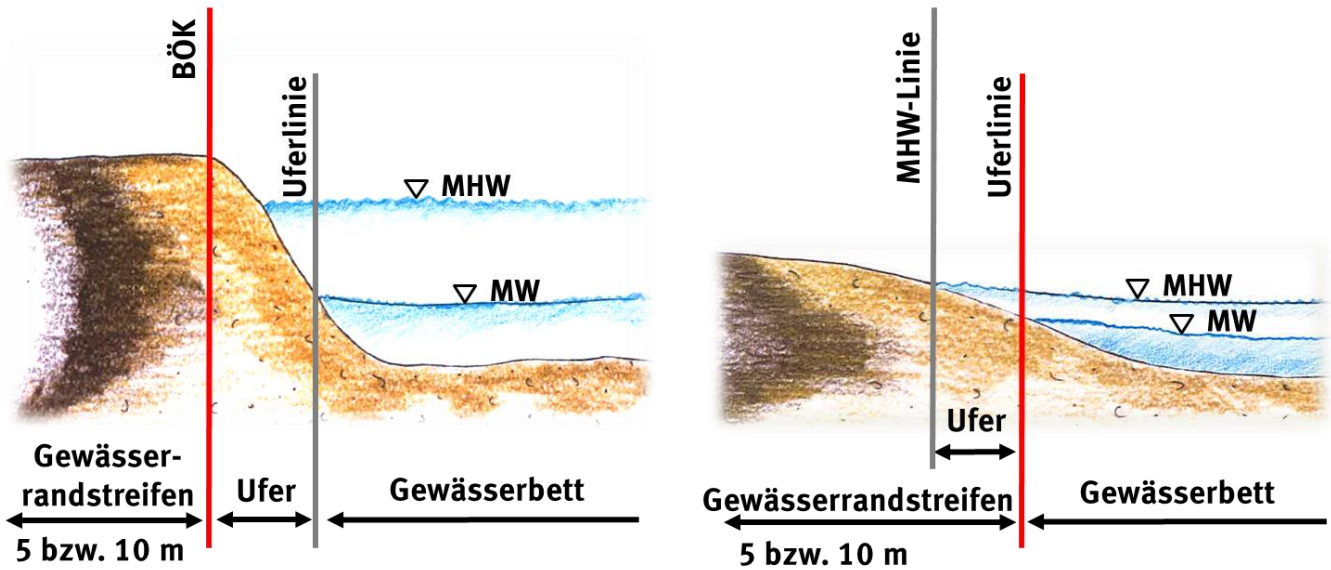 BÖK
Uferlinie
MHW
MW
Gewässer-
randstreifen
Ufer
Gewässerbett
5 bzw. 10 m
MHW-Linie
Uferlinie
MHW
MW
Ufer
Gewässerrandstreifen
Gewässerbett
5 bzw. 10 m